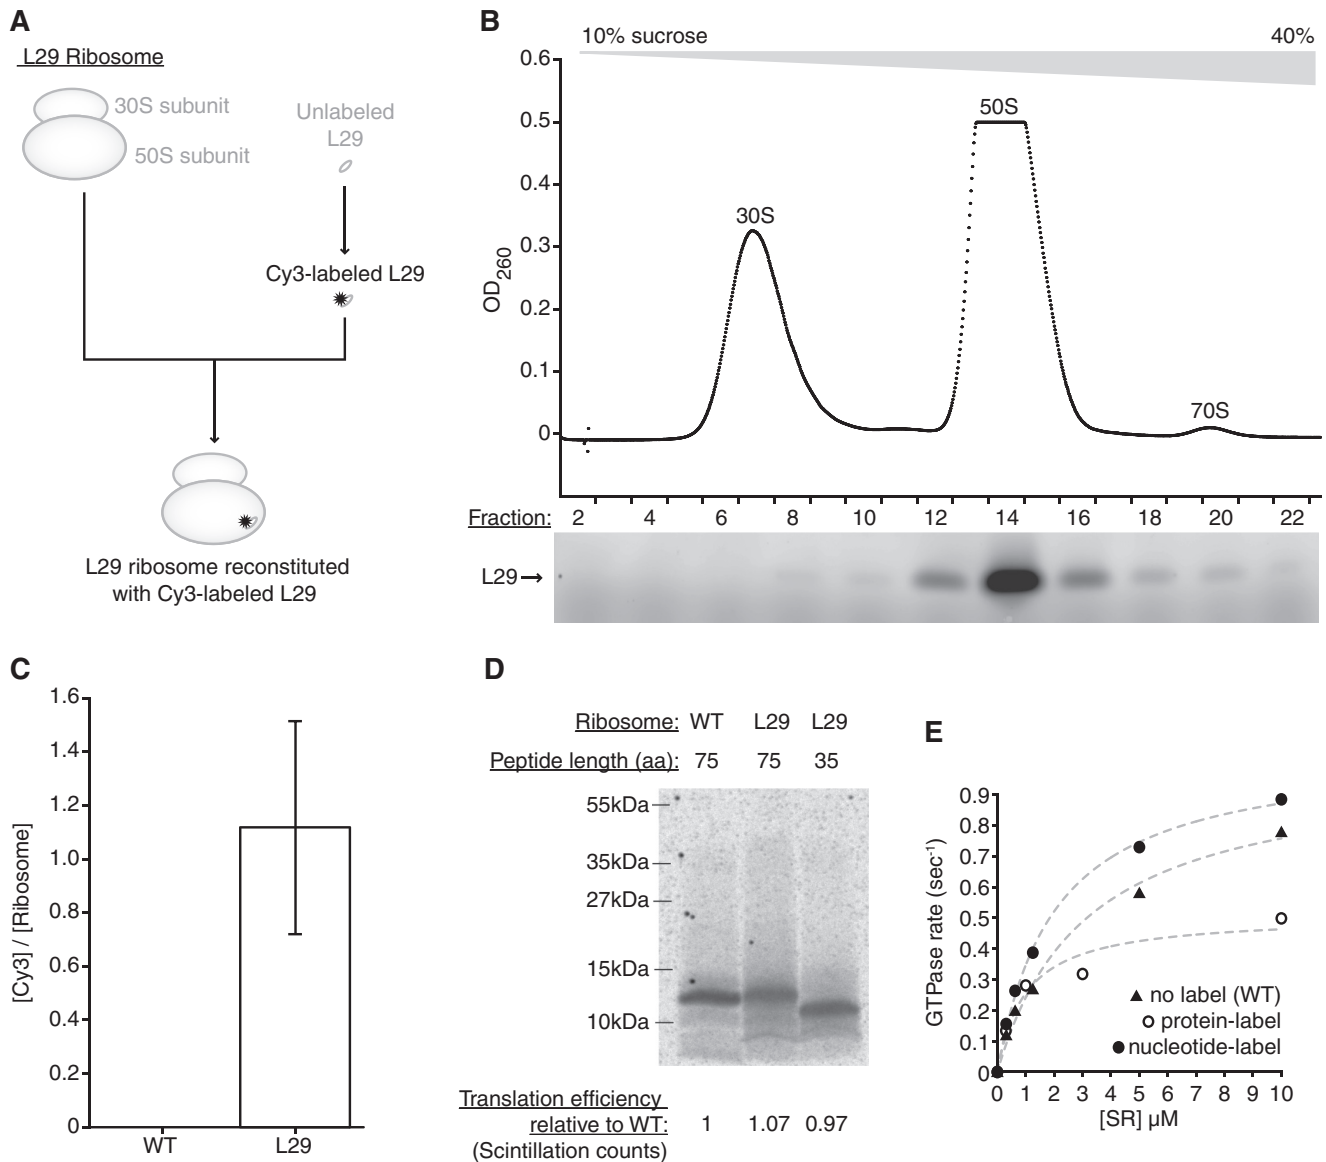 A
L29 Ribosome
30S subunit
50S subunit
Unlabeled
L29
Cy3-labeled L29
L29 ribosome reconstituted
with Cy3-labeled L29
B
10% sucrose 40%
0.6
0.5
0.4
0.3
0.2
0.1
0
OD260
30S
50S
70S
Fraction: 2 4 6 8 10 12 14 16 18 20 22
L29
C
1.6
1.4
1.2
1.0
0.8
0.6
0.4
0.2
0
[Cy3] / [Ribosome]
WT L29
D
Ribosome: WT L29 L29
Peptide length (aa): 75 75 35
55kDa
35kDa
27kDa
15kDa
10kDa
Translation efficiency
relative to WT: 1 1.07 0.97
(Scintillation counts)
E
0.9
0.8
0.7
0.6
0.5
0.4
0.3
0.2
0.1
0
GTPase rate (sec-1)
no label (WT)
protein-label
nucleotide-label
0 1 2 3 4 5 6 7 8 9 10
[SR] µM